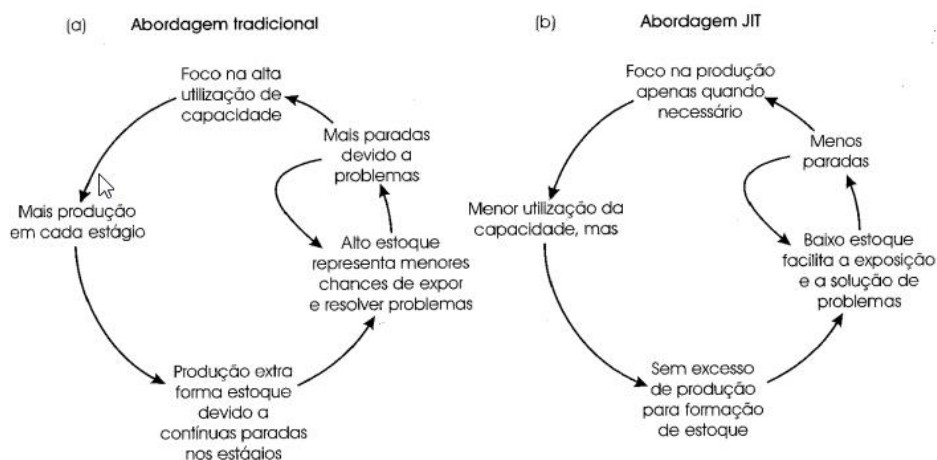 (a) Abordagem tradicional
Foco na alta
utilização de
capacidade
Mais paradas
devido a
problemas
Mais produção
em cada estágio
Alto estoque
representa menores
chances de expor
e resolver problemas
Produção extra
forma estoque
devido a
contínuas paradas
nos estágios
(b) Abordagem JIT
Foco na produção
apenas quando
necessário
Menos
paradas
Menor utilização da
capacidade, mas
Baixo estoque
facilita a exposição
e a solução de
problemas
Sem excesso
de produção
para formação
de estoque